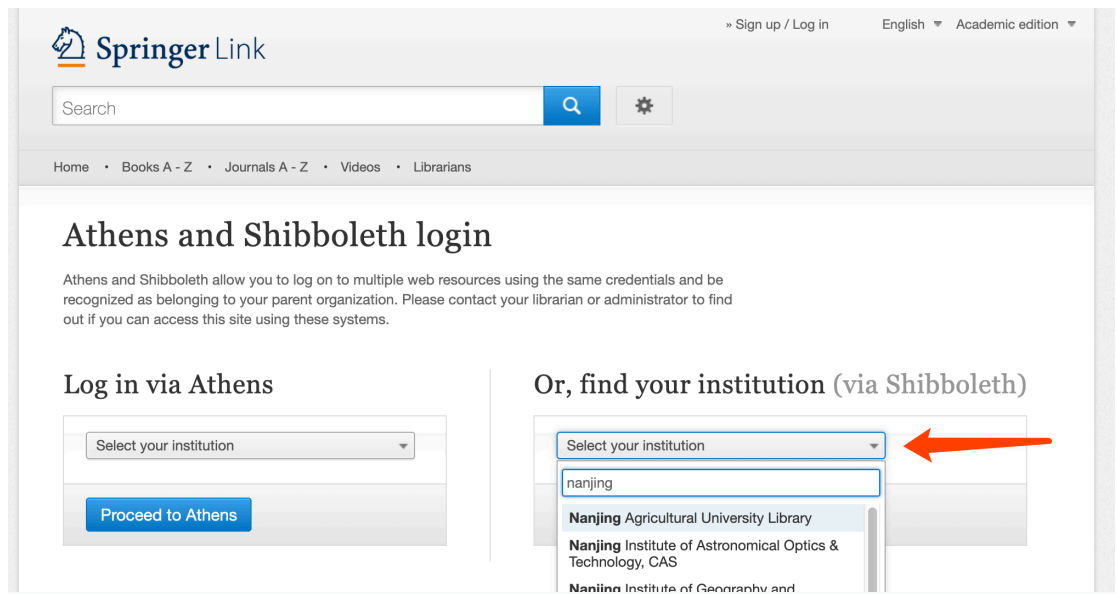 » Sign up / Log in English Academic edition
Springer Link
Search
Home • Books A - Z • Journals A - Z • Videos • Librarians
Athens and Shibboleth login
Athens and Shibboleth allow you to log on to multiple web resources using the same credentials and be
recognized as belonging to your parent organization. Please contact your librarian or administrator to find
out if you can access this site using these systems.
Log in via Athens
Select your institution
Proceed to Athens
Or, find your institution (via Shibboleth)
Select your institution
nanjing
Nanjing Agricultural University Library
Nanjing Institute of Astronomical Optics &
Technology, CAS
Nanjing Institute of Geography and